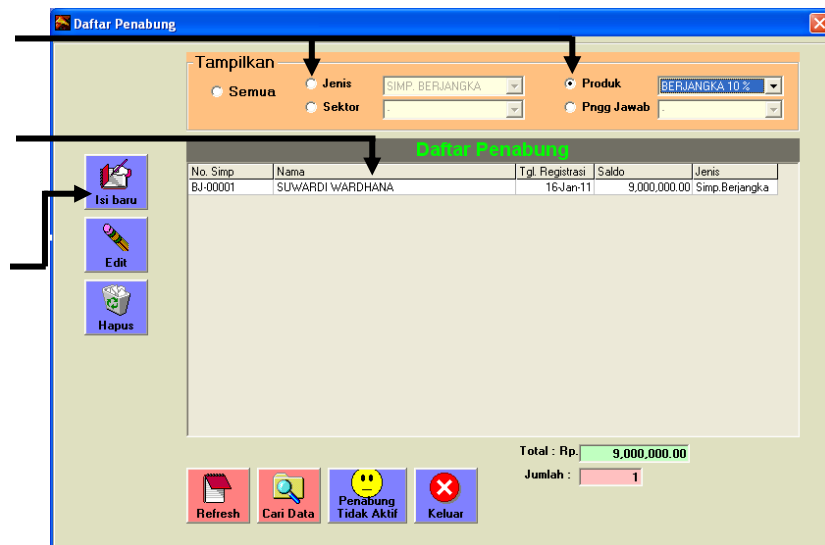 Daftar Penabung
Tampilkan
Semua
Jenis
SIMP. BERJANGKA
Produk
BERJANGKA 10 %
Sektor
-
Pngg Jawab
-
Daftar Penabung
No. Simp Nama Tgl. Registrasi Saldo Jenis
BJ-00001 SUWARDI WARDHANA 16-Jan-11 9,000,000.00 Simp.Berjangka
Isi baru
Edit
Hapus
Total : Rp. 9,000,000.00
Jumlah : 1
Refresh
Cari Data
Penabung
Tidak Aktif
Keluar